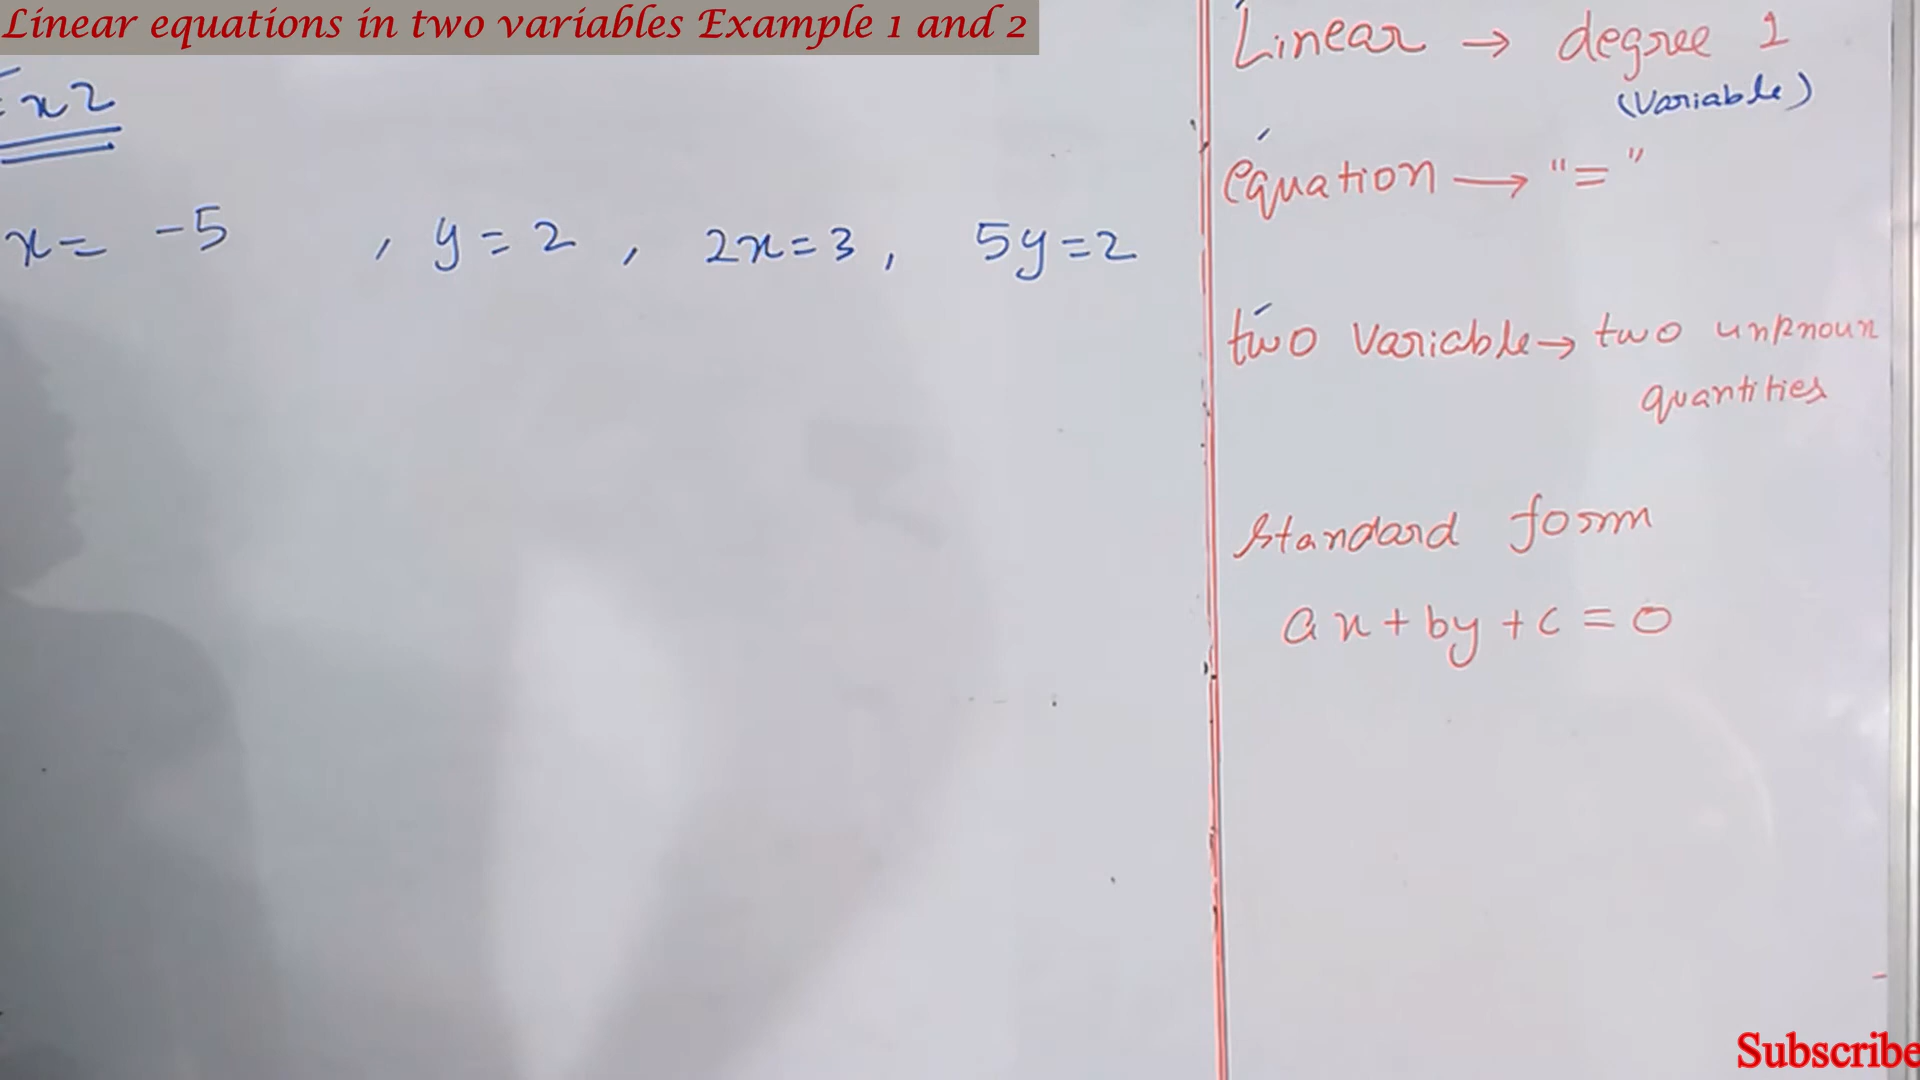 Linear equations in two variables Example 1 and 2
Ex2
x = -5 , y = 2 , 2x = 3 , 5y = 2
Linear → degree 1
(Variable)
equation → "="
two variable → two unknown
quantities
standard form
ax + by + c = 0
Subscribe